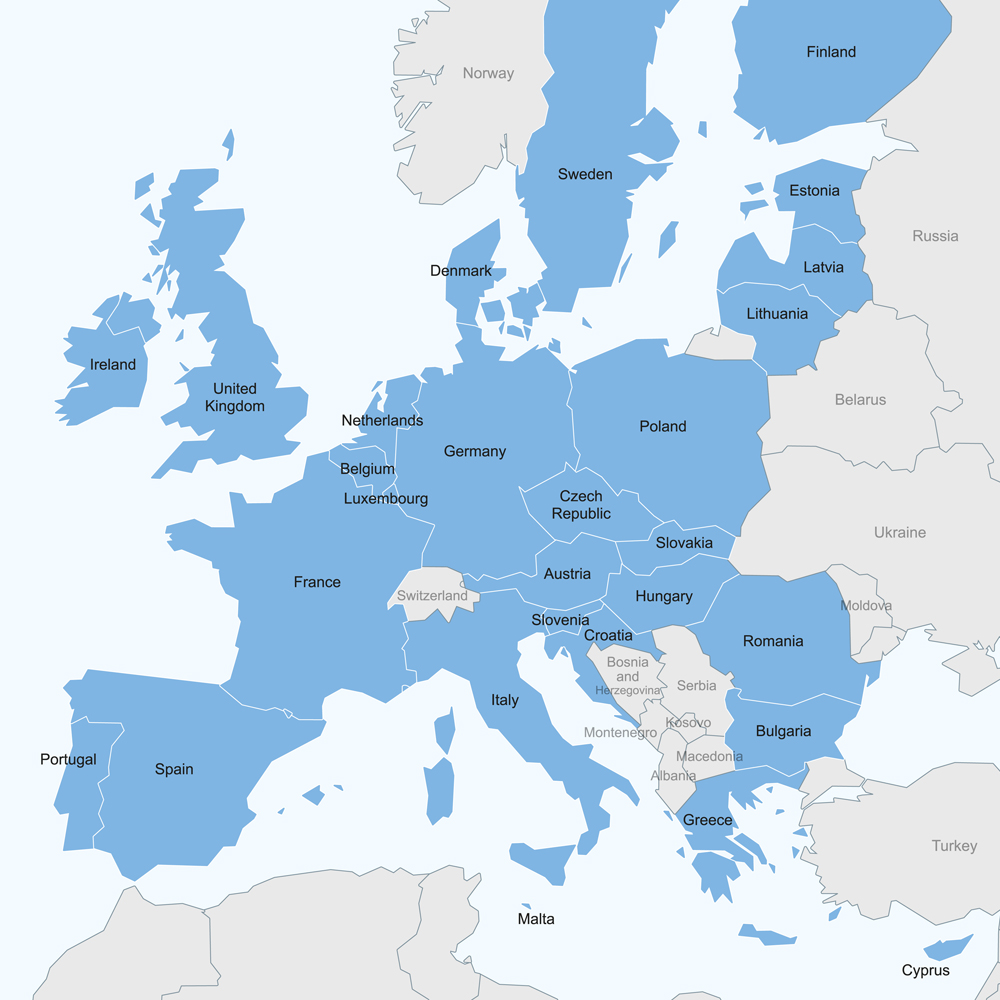 Finland
Norway
Sweden
Estonia
Russia
Latvia
Denmark
Lithuania
Ireland
United
Kingdom
Belarus
Netherlands
Poland
Germany
Belgium
Luxembourg
Czech
Republic
Ukraine
Slovakia
Austria
France
Switzerland
Hungary
Moldova
Slovenia
Croatia
Romania
Bosnia
and
Herzegovina
Serbia
Italy
Kosovo
Montenegro
Bulgaria
Macedonia
Portugal
Spain
Albania
Greece
Turkey
Malta
Cyprus